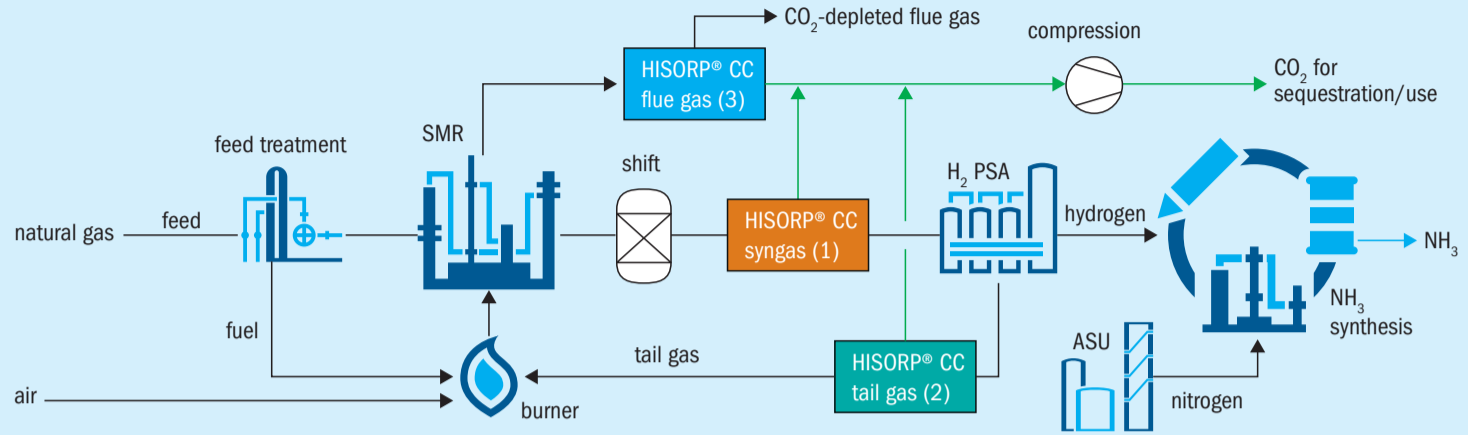 CO₂-depleted flue gas
compression
HISORP® CC
flue gas (3)
CO₂ for
sequestration/use
SMR
feed treatment
shift
H₂ PSA
feed
hydrogen
natural gas
HISORP® CC
syngas (1)
NH₃
NH₃
synthesis
fuel
tail gas
HISORP® CC
tail gas (2)
ASU
air
burner
nitrogen